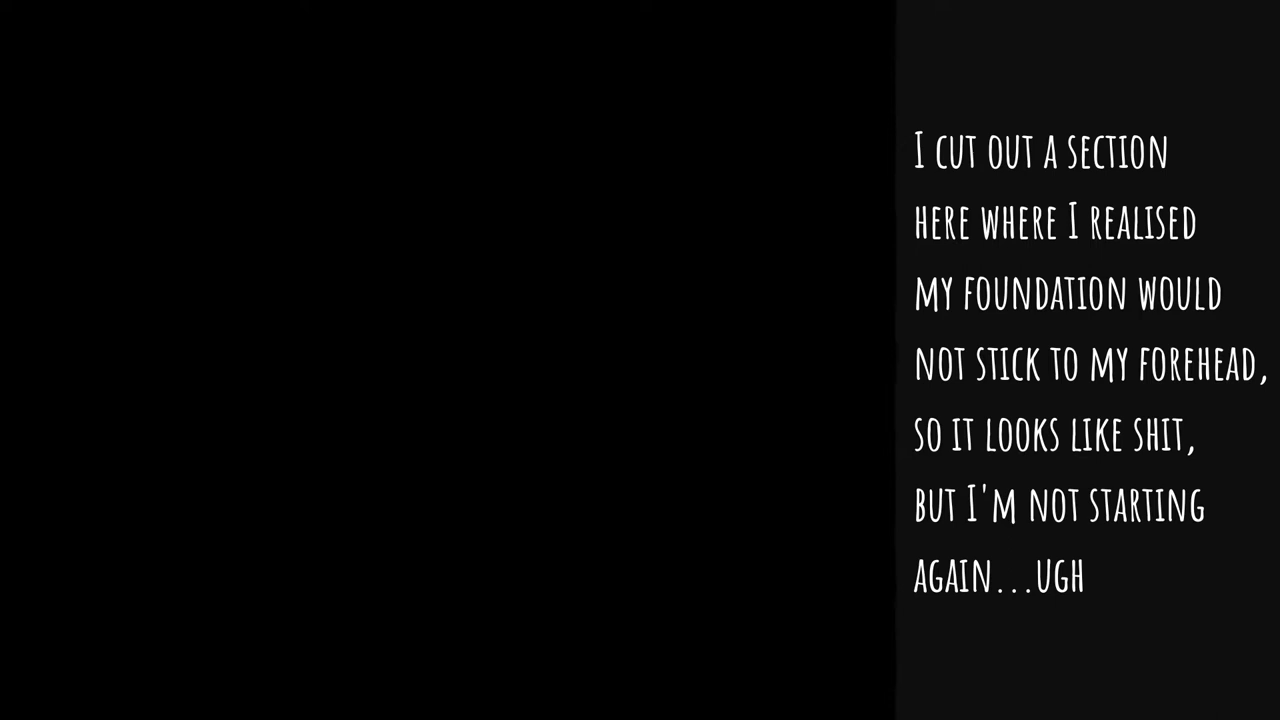 I CUT OUT A SECTION
HERE WHERE I REALISED
MY FOUNDATION WOULD
NOT STICK TO MY FOREHEAD,
SO IT LOOKS LIKE SHIT,
BUT I'M NOT STARTING
AGAIN...UGH